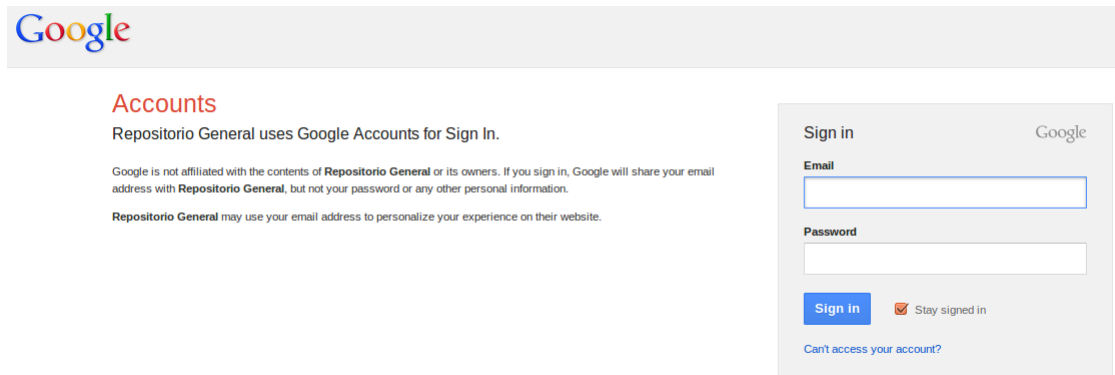 Google
Accounts
Repositorio General uses Google Accounts for Sign In.
Google is not affiliated with the contents of Repositorio General or its owners. If you sign in, Google will share your email
address with Repositorio General, but not your password or any other personal information.
Repositorio General may use your email address to personalize your experience on their website.
Sign in Google
Email
Password
Sign in Stay signed in
Can't access your account?